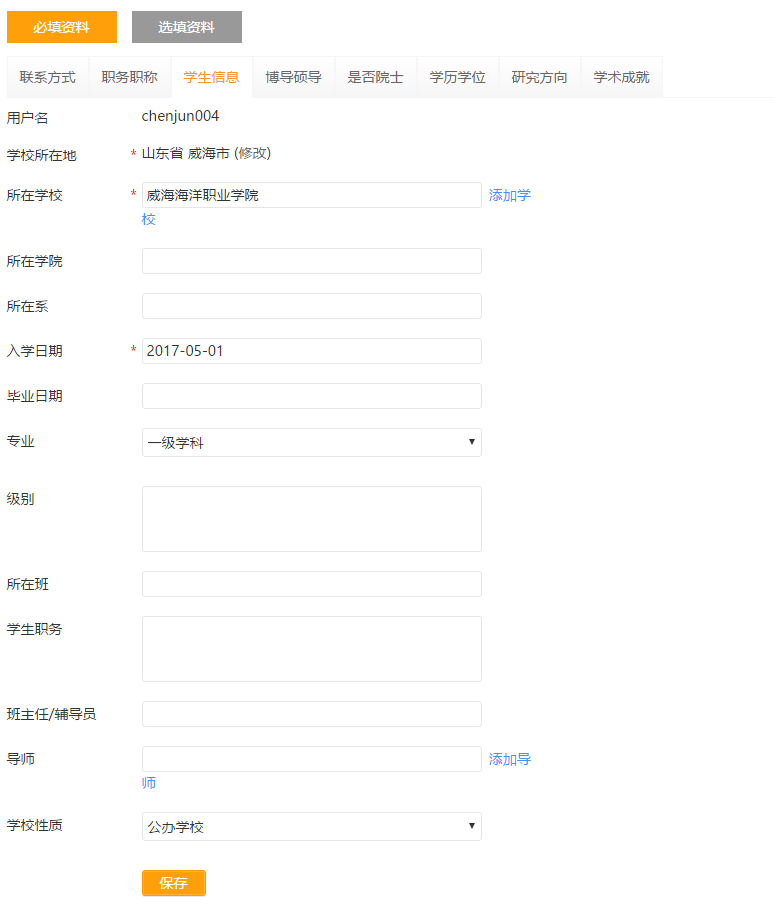 必填资料 选填资料
联系方式 职务职称 学生信息 博导硕导 是否院士 学历学位 研究方向 学术成就
用户名 chenjun004
学校所在地 * 山东省 威海市 (修改)
所在学校 * 威海海洋职业学院 添加学
校
所在学院
所在系
入学日期 * 2017-05-01
毕业日期
专业 一级学科
级别
所在班
学生职务
班主任/辅导员
导师 添加导
师
学校性质 公办学校
保存